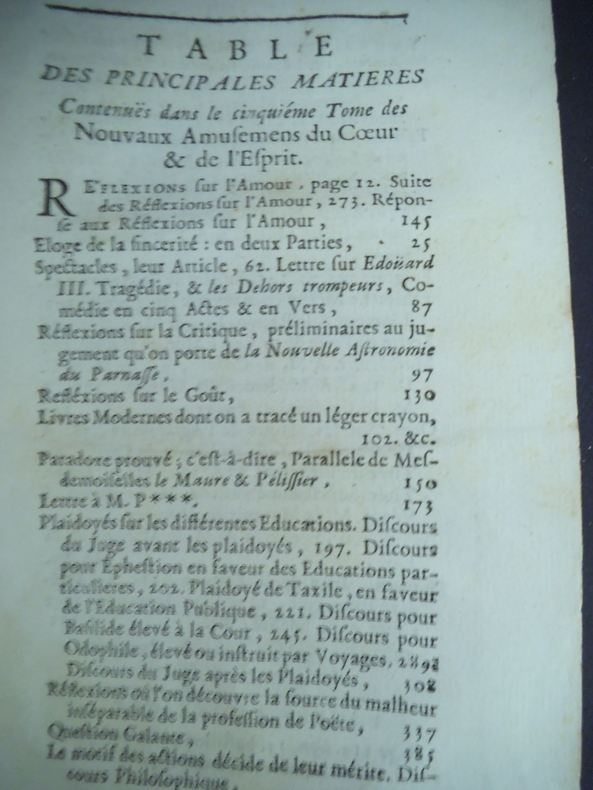 TABLE
DES PRINCIPALES MATIERES
Contenuës dans le cinquiéme Tome des
Nouvaux Amuſemens du Cœur
& de l'Eſprit.
RE'FLEXIONS ſur l'Amour, page 12. Suite
des Réflexions ſur l'Amour, 273. Répon-
ſe aux Réflexions ſur l'Amour, 145
Eloge de la ſincerité : en deux Parties, 25
Spectacles, leur Article, 62. Lettre ſur Edoüard
III. Tragédie, & les Dehors trompeurs, Co-
médie en cinq Actes & en Vers, 87
Réflexions ſur la Critique, préliminaires au ju-
gement qu'on porte de la Nouvelle Aſtronomie
du Parnaſſe, 97
Refléxions ſur le Goût, 130
Livres Modernes dont on a tracé un léger crayon,
102. &c.
Paradoxe prouvé ; c'eſt-à-dire, Parallele de Meſ-
demoiſelles le Maure & Péliſſier, 150
Lettre à M. P***. 173
Plaidoyés ſur les différentes Educations. Diſcours
du Juge avant les plaidoyés, 197. Diſcours
pour Epheſtion en faveur des Educations par-
ticulieres, 202. Plaidoyé de Taxile, en faveur
de l'Education Publique, 221. Diſcours pour
Baſilide élevé à la Cour, 245. Diſcours pour
Odophile, élevé ou inſtruit par Voyages,
Diſcours du Juge après les Plaidoyés, 308
Réflexions où l'on découvre la ſource du malheur
inſéparable de la profeſſion de Poëte, 337
Queſtion Galante, 385
Le motif des actions décide de leur mérite. Diſ-
cours Philoſophique,